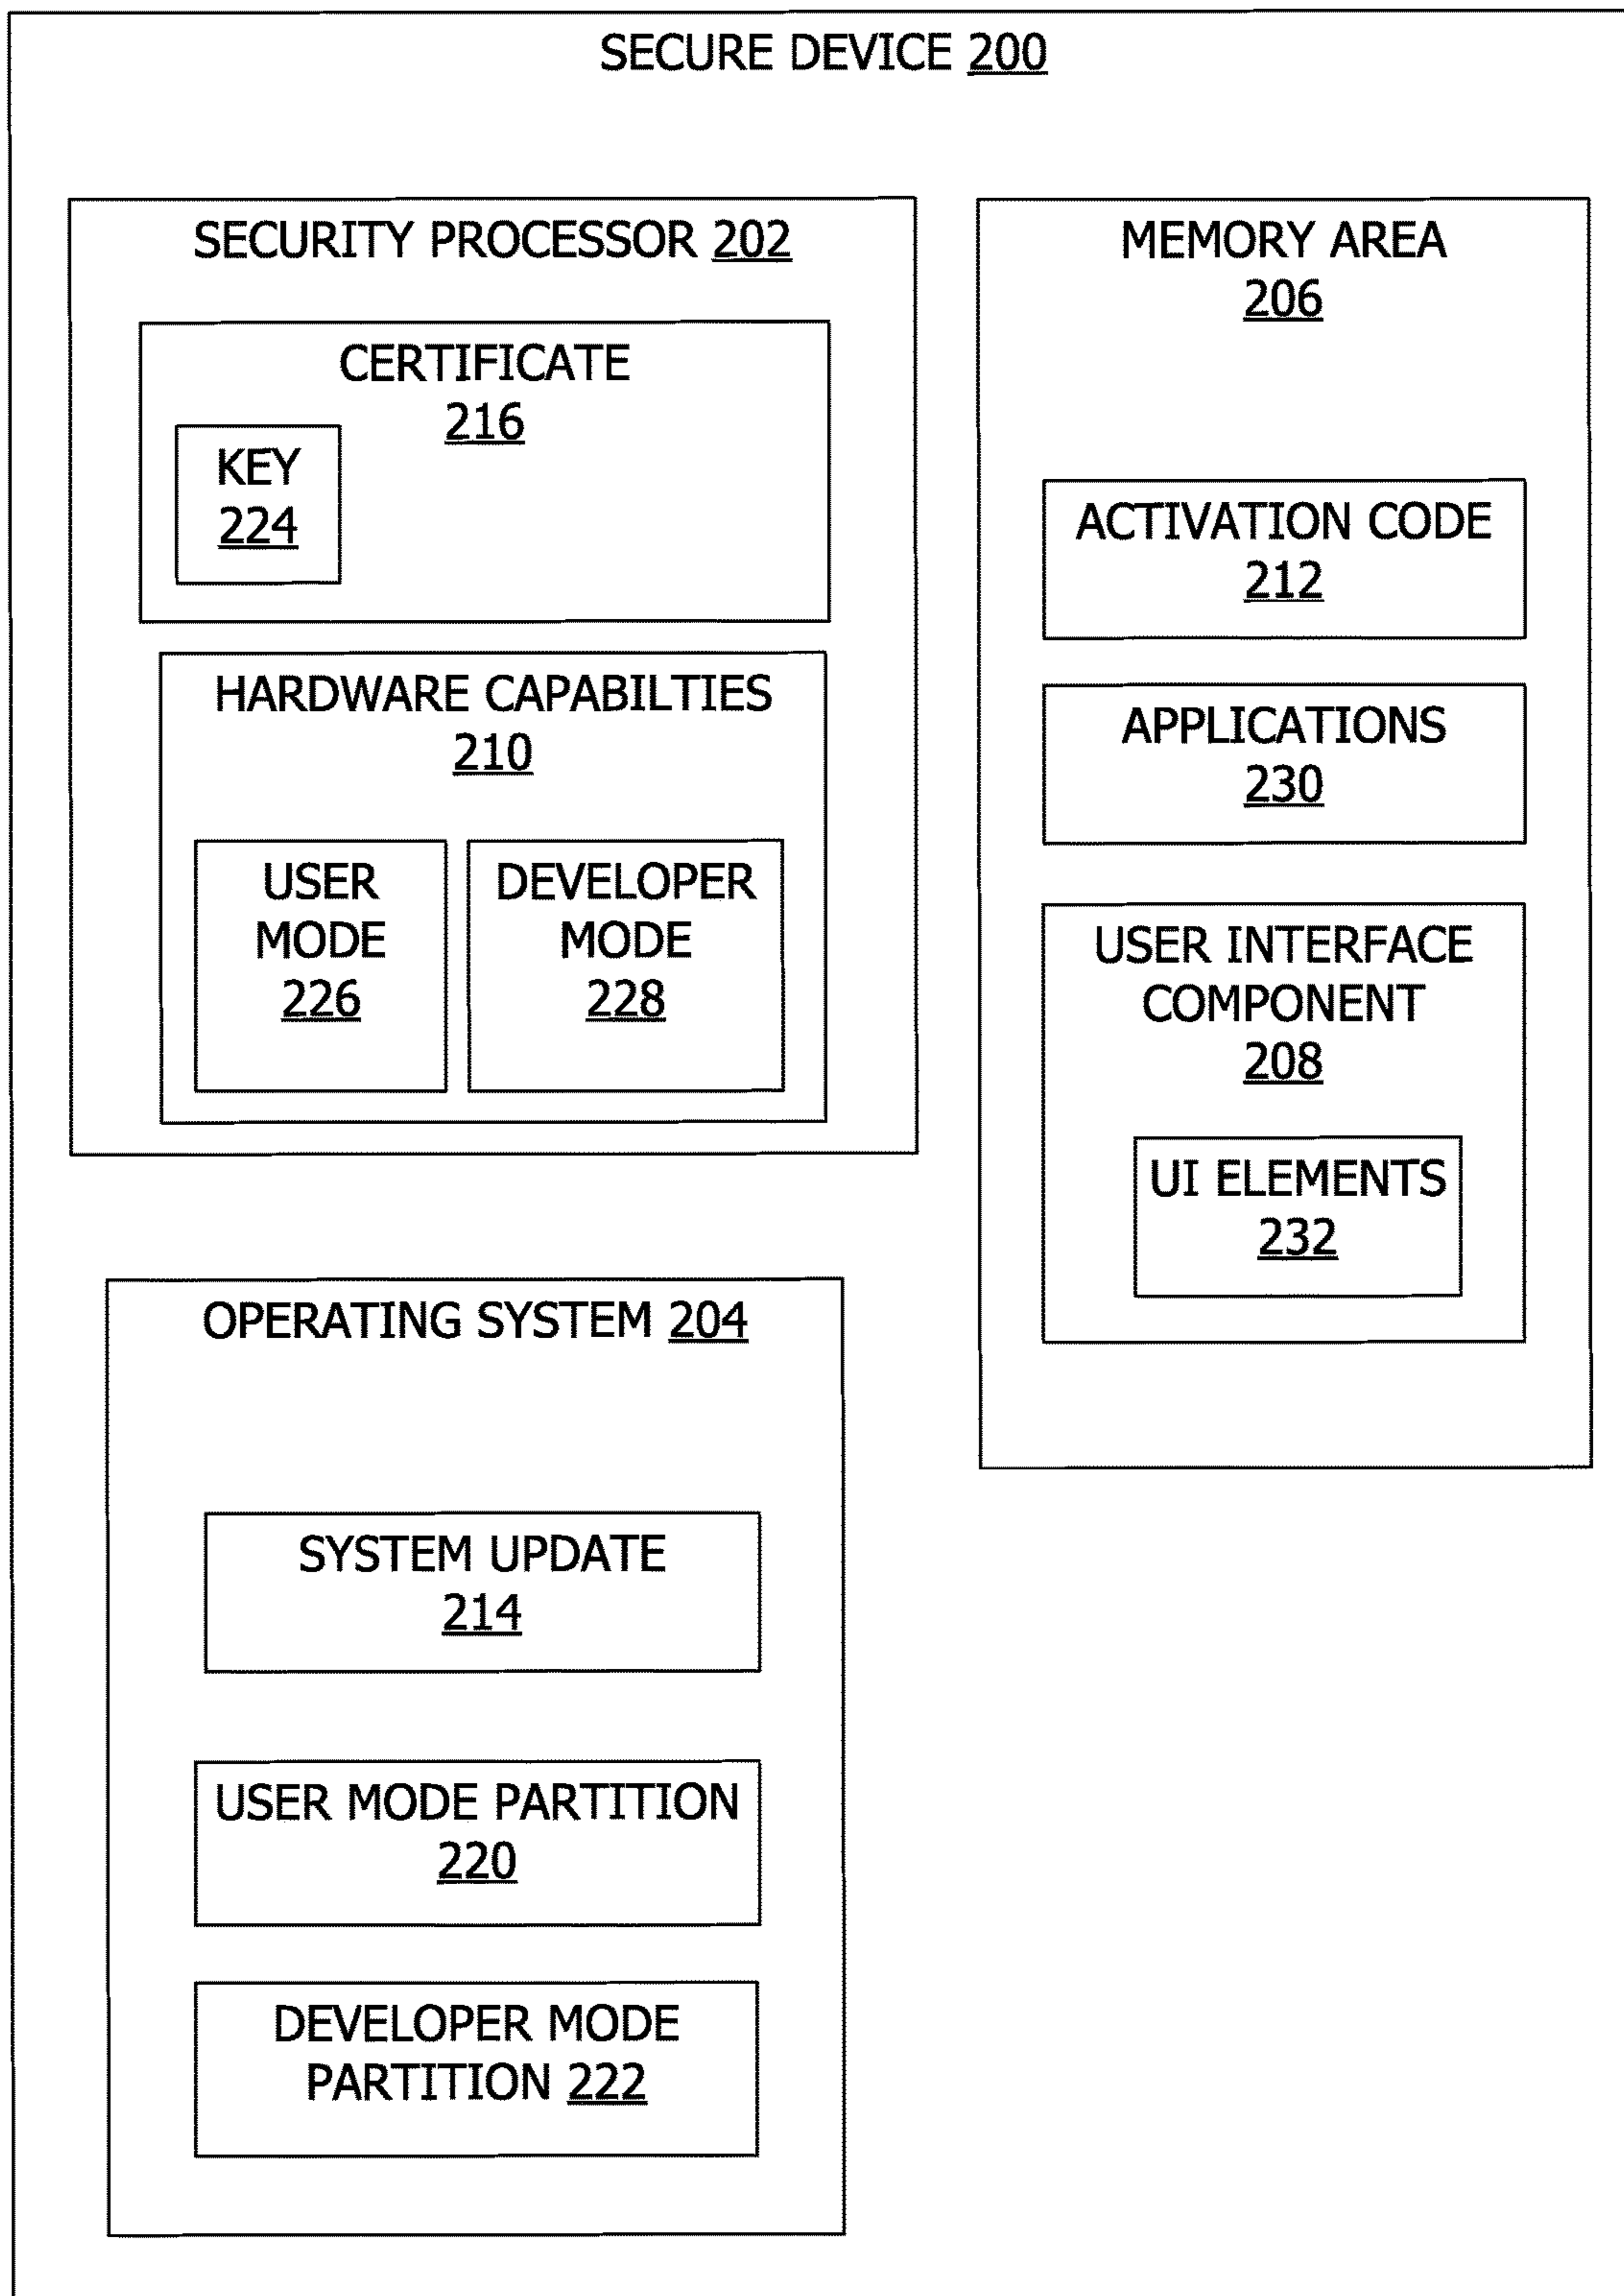 SECURE DEVICE 200
SECURITY PROCESSOR 202
CERTIFICATE
216
KEY
224
HARDWARE CAPABILTIES
210
USER
MODE
226
DEVELOPER
MODE
228
OPERATING SYSTEM 204
SYSTEM UPDATE
214
USER MODE PARTITION
220
DEVELOPER MODE
PARTITION 222
MEMORY AREA
206
ACTIVATION CODE
212
APPLICATIONS
230
USER INTERFACE
COMPONENT
208
UI ELEMENTS
232